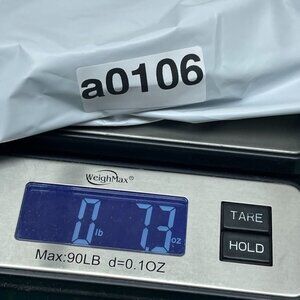 a0106
WeighMax
0 lb 7.3 oz
TARE
HOLD
Max:90LB d=0.1OZ